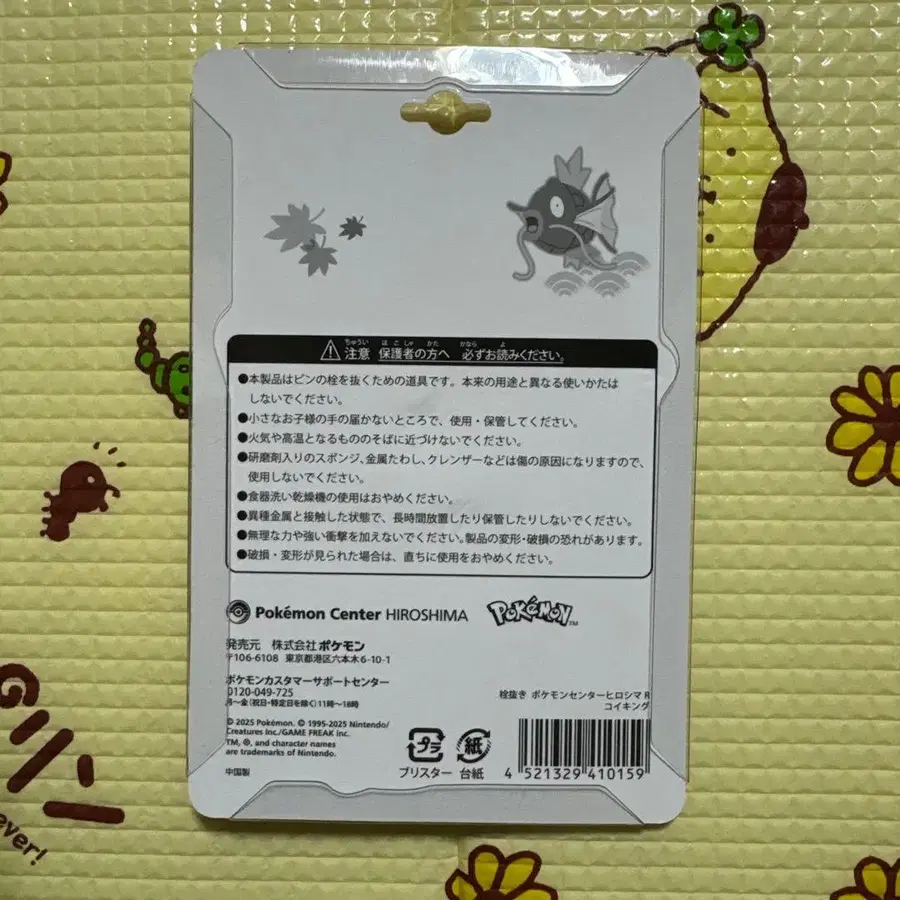 ⚠ 注意 保護者の方へ 必ずお読みください。
●本製品はビンの栓を抜くための道具です。本来の用途と異なる使いかたは
しないでください。
●小さなお子様の手の届かないところで、使用・保管してください。
●火気や高温となるもののそばに近づけないでください。
●研磨剤入りのスポンジ、金属たわし、クレンザーなどは傷の原因になりますので、
使用しないでください。
●食器洗い乾燥機の使用はおやめください。
●異種金属と接触した状態で、長時間放置したり保管したりしないでください。
●無理な力や強い衝撃を加えないでください。製品の変形・破損の恐れがあります。
●破損・変形が見られた場合は、直ちに使用をおやめください。
Pokémon Center HIROSHIMA POKéMON™
発売元 株式会社ポケモン
〒106-6108 東京都港区六本木6-10-1
ポケモンカスタマーサポートセンター
0120-049-725
月〜金(祝日・特定日を除く)11時〜18時
栓抜き ポケモンセンターヒロシマ R
コイキング
© 2025 Pokémon. © 1995-2025 Nintendo/
Creatures Inc./GAME FREAK inc.
TM, ®, and character names
are trademarks of Nintendo.
中国製
プラ 紙
ブリスター 台紙
4 521329 410159
ever!